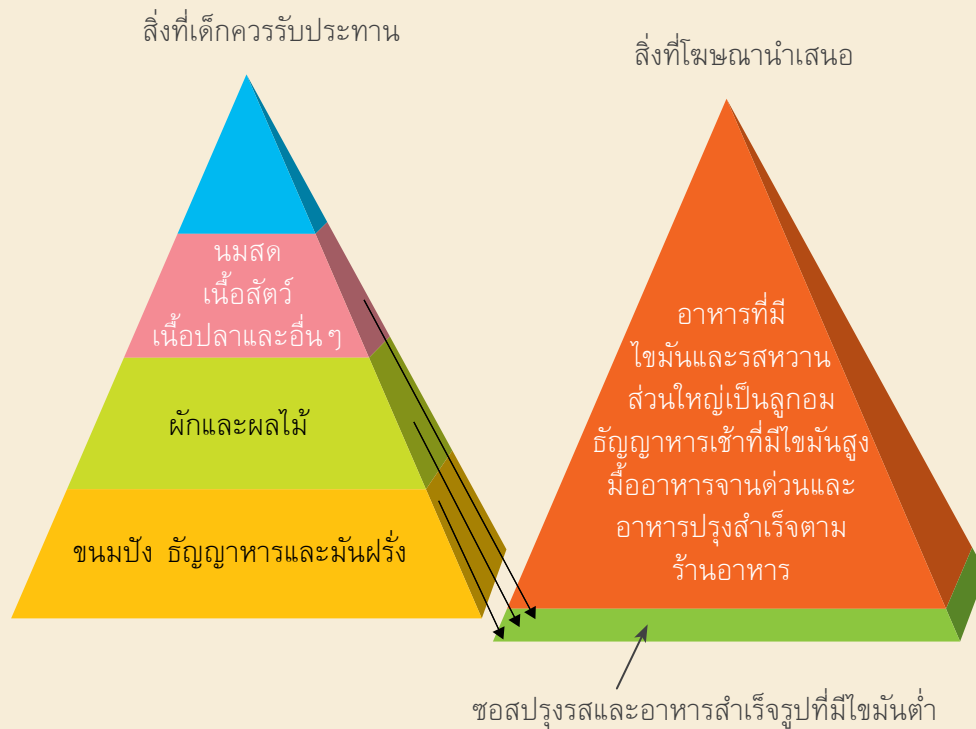 สิ่งที่เด็กควรรับประทาน
นมสด
เนื้อสัตว์
เนื้อปลาและอื่น ๆ
ผักและผลไม้
ขนมปัง ธัญญาหารและมันฝรั่ง
สิ่งที่โฆษณานำเสนอ
อาหารที่มี
ไขมันและรสหวาน
ส่วนใหญ่เป็นลูกอม
ธัญญาหารเช้าที่มีไขมันสูง
มื้ออาหารจานด่วนและ
อาหารปรุงสำเร็จตาม
ร้านอาหาร
ซอสปรุงรสและอาหารสำเร็จรูปที่มีไขมันต่ำ